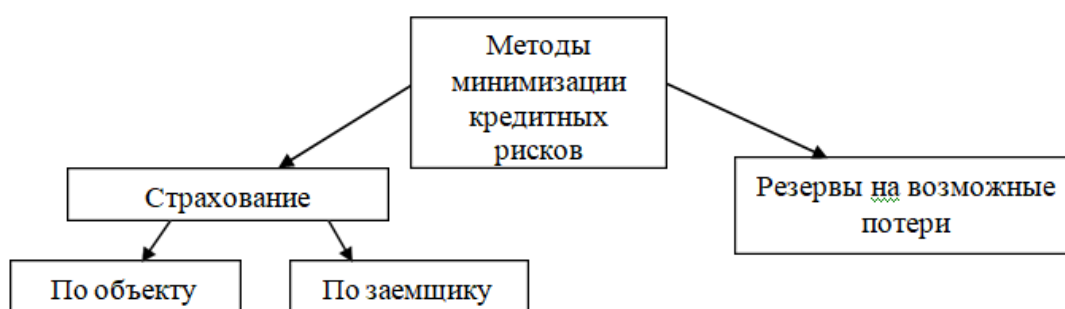 Методы
минимизации
кредитных
рисков
Страхование
Резервы на возможные
потери
По объекту
По заемщику